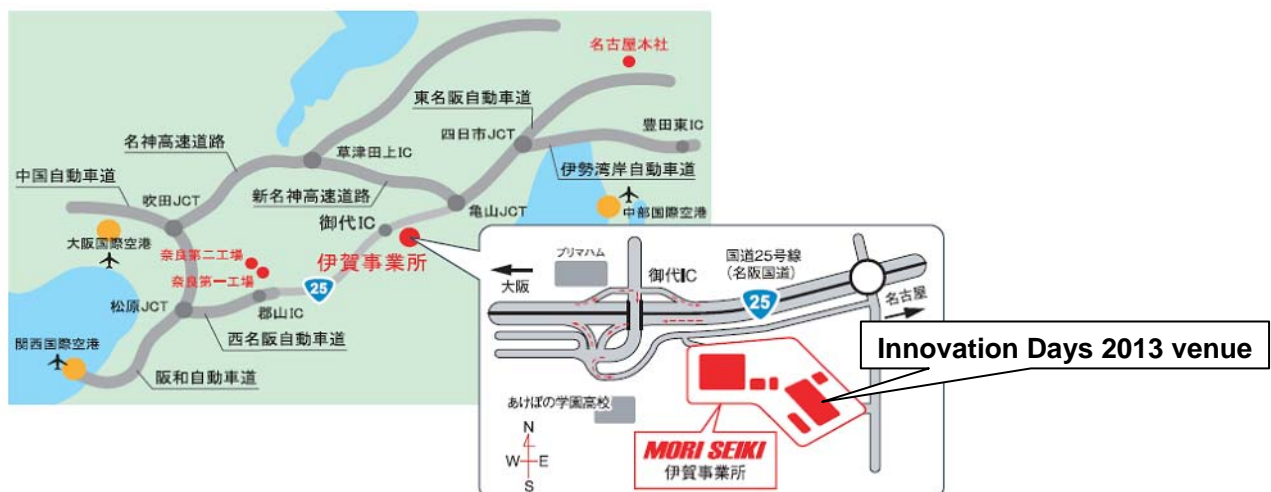 名古屋本社
東名阪自動車道
豊田東IC
四日市JCT
名神高速道路
草津田上IC
伊勢湾岸自動車道
中国自動車道
新名神高速道路
吹田JCT
亀山JCT
中部国際空港
御代IC
大阪国際空港
奈良第二工場
伊賀事業所
奈良第一工場
25
松原JCT
郡山IC
西名阪自動車道
関西国際空港
阪和自動車道
プリマハム
国道25号線
(名阪国道)
御代IC
大阪
25
名古屋
Innovation Days 2013 venue
あけぼの学園高校
N
W E
S
MORI SEIKI
伊賀事業所